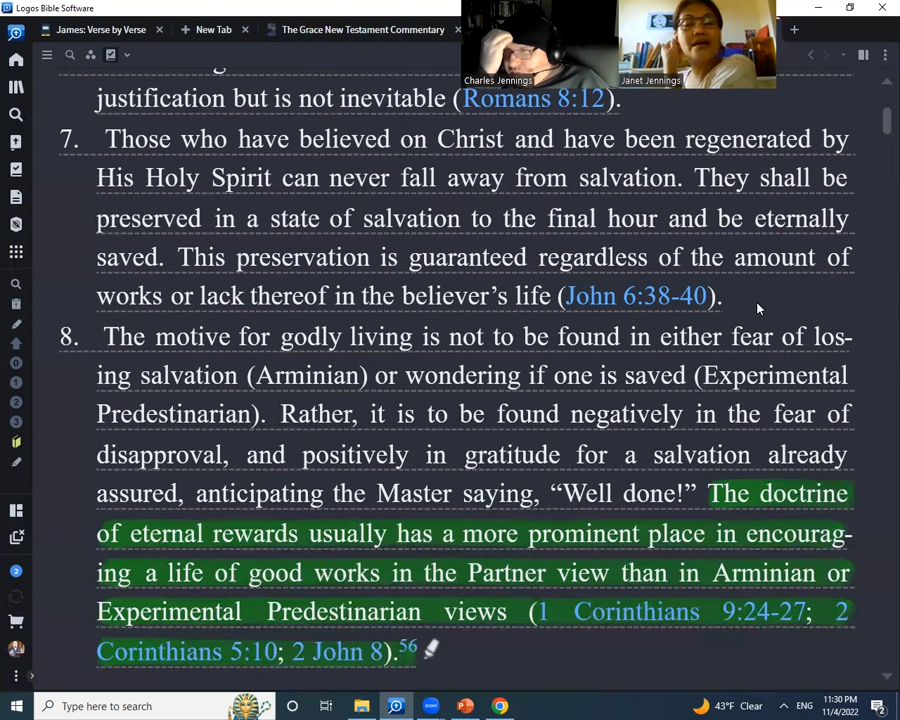 Logos Bible Software
James: Verse by Verse
New Tab
The Grace New Testament Commentary
Charles Jennings
Janet Jennings
justification but is not inevitable (Romans 8:12).
7. Those who have believed on Christ and have been regenerated by
His Holy Spirit can never fall away from salvation. They shall be
preserved in a state of salvation to the final hour and be eternally
saved. This preservation is guaranteed regardless of the amount of
works or lack thereof in the believer’s life (John 6:38-40).
8. The motive for godly living is not to be found in either fear of los-
ing salvation (Arminian) or wondering if one is saved (Experimental
Predestinarian). Rather, it is to be found negatively in the fear of
disapproval, and positively in gratitude for a salvation already
assured, anticipating the Master saying, “Well done!” The doctrine
of eternal rewards usually has a more prominent place in encourag-
ing a life of good works in the Partner view than in Arminian or
Experimental Predestinarian views (1 Corinthians 9:24-27; 2
Corinthians 5:10; 2 John 8).56
0
1
2
3
2
Type here to search
43°F Clear
ENG
11:30 PM
11/4/2022
2